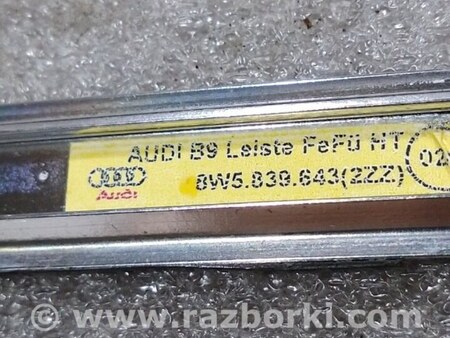 AUDI B9 Leiste FeFü HT
8W5.839.643(2ZZ)
02
Audi
www.razborki.com